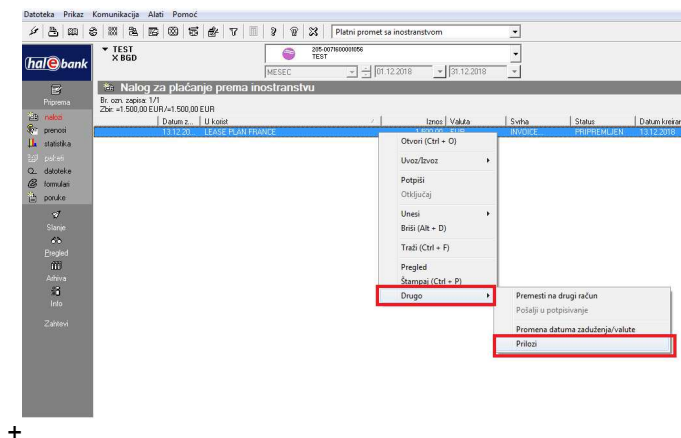 Datoteka Prikaz Komunikacija Alati Pomoć
Platni promet sa inostranstvom
hal@bank
TEST
X BGD
205-0071600001056
TEST
MESEC 01.12.2018 31.12.2018
Nalog za plaćanje prema inostranstvu
Br. ozn. zapisa: 1/1
Zbir: =1.500,00 EUR/=1.500,00 EUR
Datum z... U korist Iznos Valuta Svrha Status Datum kreiran
13.12.20... LEASE PLAN FRANCE 1.500,00 EUR INVOICE... PRIPREMLJEN 13.12.2018
Priprema
nalozi
prenosi
statistika
paketi
datoteke
formulari
poruke
Slanje
Pregled
Arhiva
Info
Zahtevi
Otvori (Ctrl + O)
Uvoz/Izvoz
Potpiši
Otključaj
Unesi
Briši (Alt + D)
Traži (Ctrl + F)
Pregled
Štampaj (Ctrl + P)
Drugo
Premesti na drugi račun
Pošalji u potpisivanje
Promena datuma zaduženja/valute
Prilozi
+